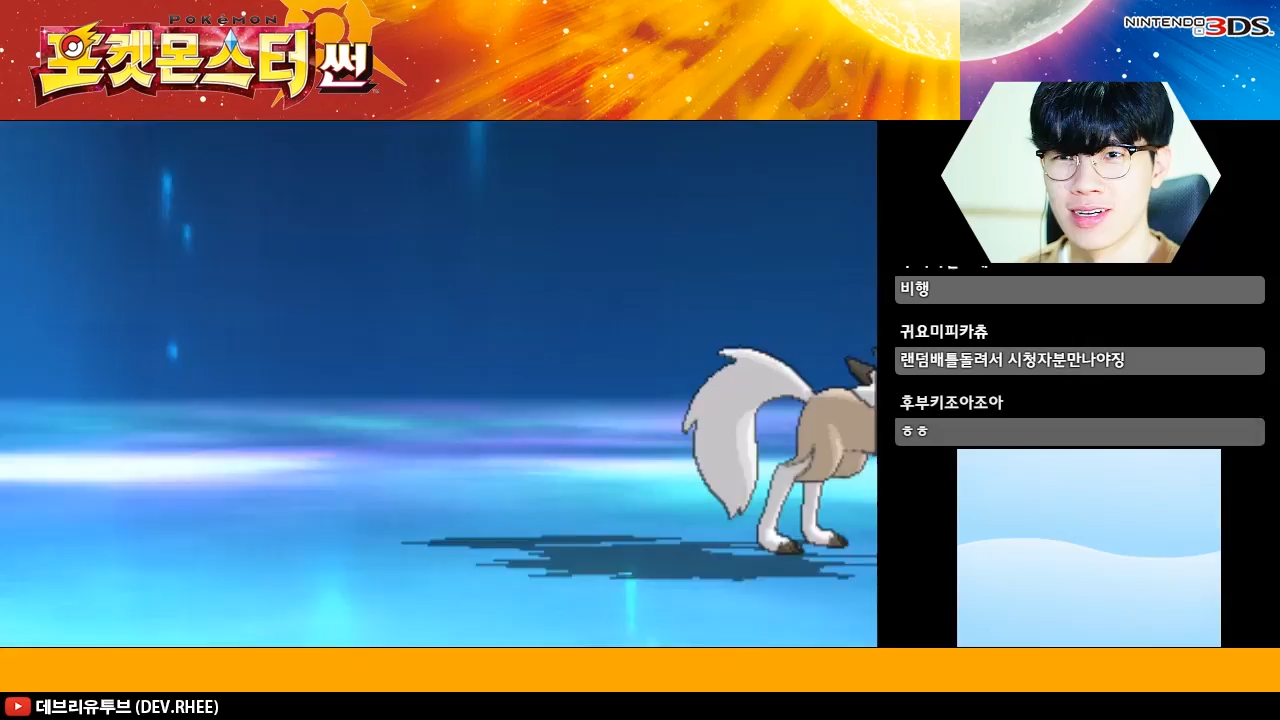 POKéMON
포켓몬스터 썬
NINTENDO 3DS
비행
귀요미피카츄
랜덤배틀돌려서 시청자분만나야징
후부키조아조아
ㅎㅎ
데브리유투브 (DEV.RHEE)